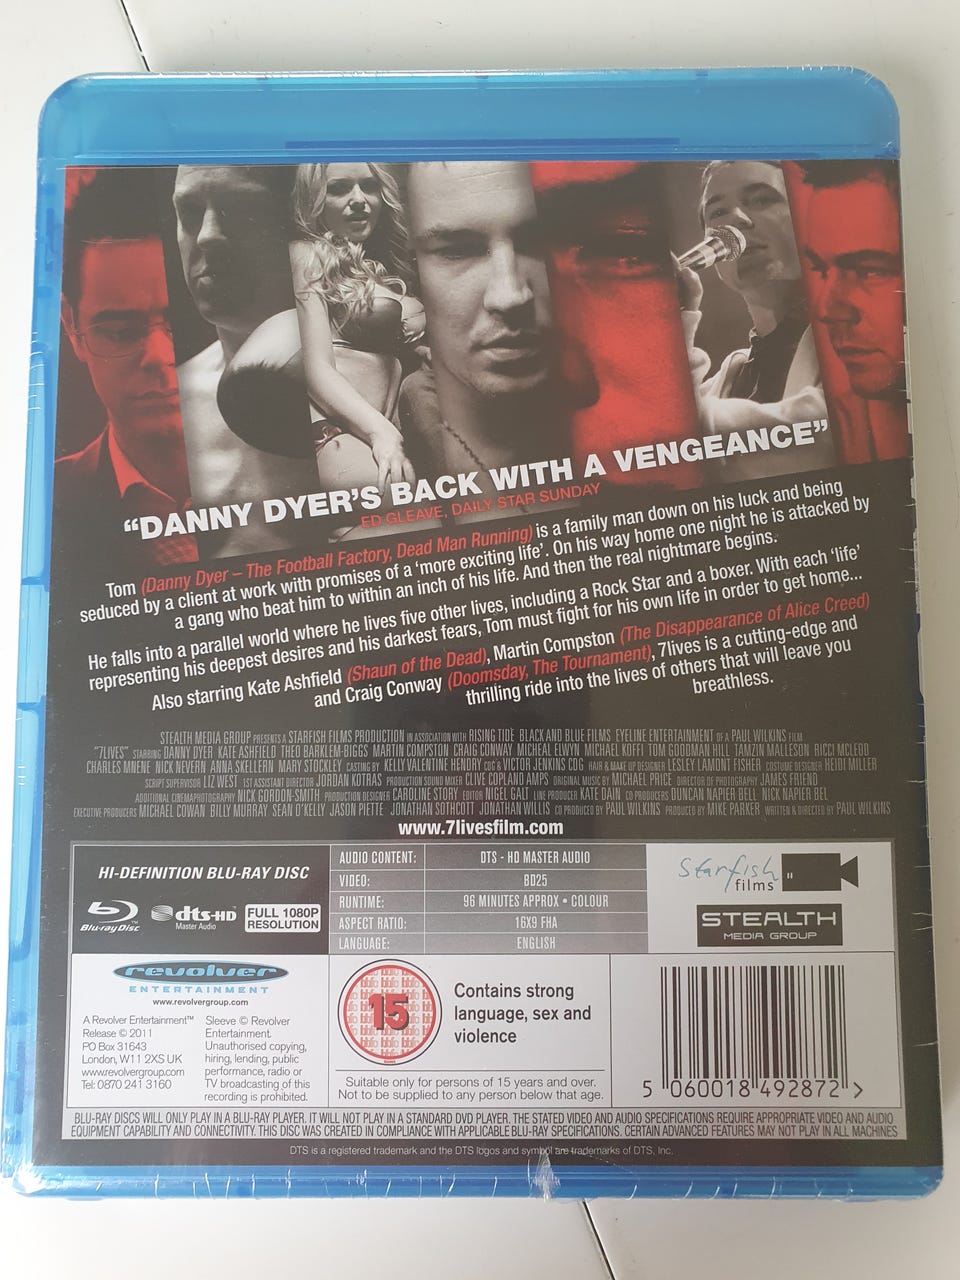 “DANNY DYER’S BACK WITH A VENGEANCE”
ED GLEAVE, DAILY STAR SUNDAY
Tom (Danny Dyer – The Football Factory, Dead Man Running) is a family man down on his luck and being
seduced by a client at work with promises of a ‘more exciting life’. On his way home one night he is attacked by
a gang who beat him to within an inch of his life. And then the real nightmare begins.
He falls into a parallel world where he lives five other lives, including a Rock Star and a boxer. With each ‘life’
representing his deepest desires and his darkest fears, Tom must fight for his own life in order to get home...
Also starring Kate Ashfield (Shaun of the Dead), Martin Compston (The Disappearance of Alice Creed)
and Craig Conway (Doomsday, The Tournament), 7lives is a cutting-edge and
thrilling ride into the lives of others that will leave you
breathless.
STEALTH MEDIA GROUP PRESENTS A STARFISH FILMS PRODUCTION IN ASSOCIATION WITH RISING TIDE BLACK AND BLUE FILMS EYELINE ENTERTAINMENT OF A PAUL WILKINS FILM
“7LIVES” STARRING DANNY DYER KATE ASHFIELD THEO BARKLEM-BIGGS MARTIN COMPSTON CRAIG CONWAY MICHEAL ELWYN MICHAEL KOFFI TOM GOODMAN HILL TAMZIN MALLESON RICCI MCLEOD
CHARLES MNENE NICK NEVERN ANNA SKELLERN MARY STOCKLEY CASTING BY KELLY VALENTINE HENDRY CDG & VICTOR JENKINS CDG HAIR & MAKE UP DESIGNER LESLEY LAMONT FISHER COSTUME DESIGNER HEIDI MILLER
SCRIPT SUPERVISOR LIZ WEST 1ST ASSISTANT DIRECTOR JORDAN KOTRAS PRODUCTION SOUND MIXER CLIVE COPLAND AMPS ORIGINAL MUSIC BY MICHAEL PRICE DIRECTOR OF PHOTOGRAPHY JAMES FRIEND
ADDITIONAL CINEMAPHOTOGRAPHY NICK GORDON-SMITH PRODUCTION DESIGNER CAROLINE STORY EDITOR NIGEL GALT LINE PRODUCER KATE DAIN CO PRODUCERS DUNCAN NAPIER BELL NICK NAPIER BEL
EXECUTIVE PRODUCERS MICHAEL COWAN BILLY MURRAY SEAN O’KELLY JASON PIETTE JONATHAN SOTHCOTT JONATHAN WILLIS CO PRODUCED BY PAUL WILKINS PRODUCED BY MIKE PARKER WRITTEN & DIRECTED BY PAUL WILKINS
www.7livesfilm.com
HI-DEFINITION BLU-RAY DISC
Blu-ray Disc
dts-HD
Master Audio
FULL 1080P
RESOLUTION
AUDIO CONTENT: DTS - HD MASTER AUDIO
VIDEO: BD25
RUNTIME: 96 MINUTES APPROX • COLOUR
ASPECT RATIO: 16X9 FHA
LANGUAGE: ENGLISH
Starfish
films
STEALTH
MEDIA GROUP
revolver
ENTERTAINMENT
www.revolvergroup.com
A Revolver Entertainment™
Release © 2011
PO Box 31643
London, W11 2XS UK
www.revolvergroup.com
Tel: 0870 241 3160
Sleeve © Revolver
Entertainment.
Unauthorised copying,
hiring, lending, public
performance, radio or
TV broadcasting of this
recording is prohibited.
15
Contains strong
language, sex and
violence
Suitable only for persons of 15 years and over.
Not to be supplied to any person below that age.
5 060018 492872 >
BLU-RAY DISCS WILL ONLY PLAY IN A BLU-RAY PLAYER. IT WILL NOT PLAY IN A STANDARD DVD PLAYER. THE STATED VIDEO AND AUDIO SPECIFICATIONS REQUIRE APPROPRIATE VIDEO AND AUDIO
EQUIPMENT CAPABILITY AND CONNECTIVITY. THIS DISC WAS CREATED IN COMPLIANCE WITH APPLICABLE BLU-RAY SPECIFICATIONS. CERTAIN ADVANCED FEATURES MAY NOT PLAY IN ALL MACHINES
DTS is a registered trademark and the DTS logos and symbol are trademarks of DTS, Inc.